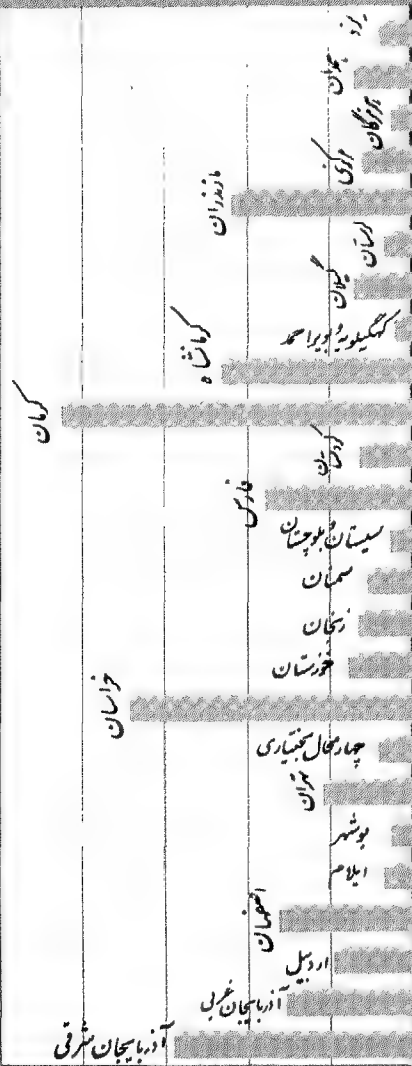 یزد
همدان
هرمزگان
مرکزی
مازندران
لرستان
گیلان
کهگیلویه و بویراحمد
کرمانشاه
کرمان
کردستان
فارس
سیستان و بلوچستان
سمنان
زنجان
خوزستان
خراسان
چهارمحال بختیاری
تهران
بوشهر
ایلام
اصفهان
اردبیل
آذربایجان غربی
آذربایجان شرقی